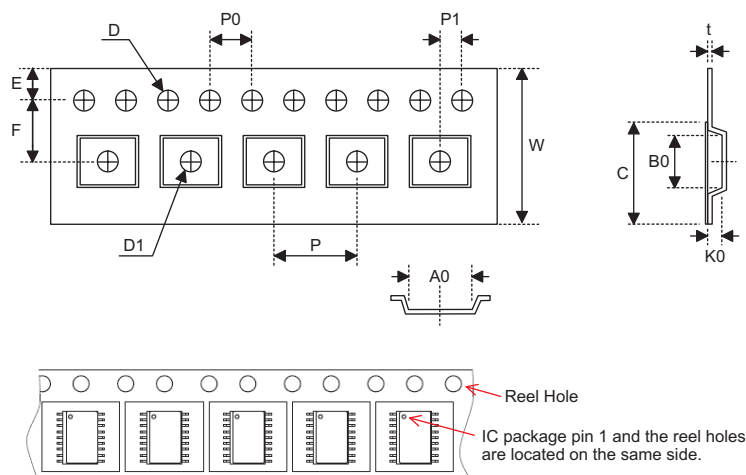 D
P0
P1
t
E
F
W
C
B0
D1
P
K0
A0
Reel Hole
IC package pin 1 and the reel holes
are located on the same side.